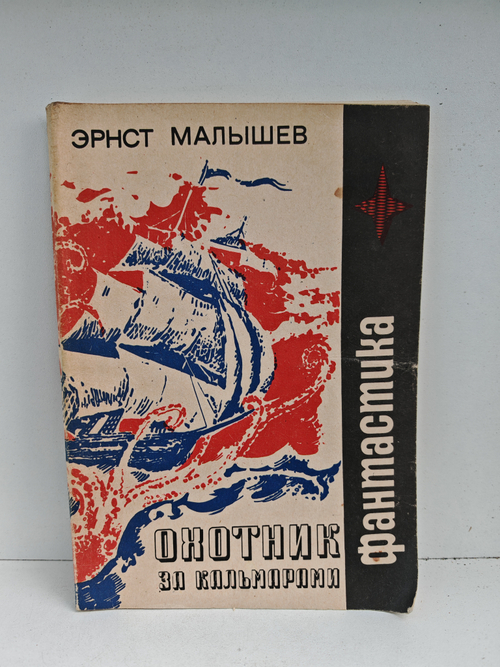 ЭРНСТ МАЛЫШЕВ
фантастика
ОХОТНИК
ЗА КАЛЬМАРАМИ